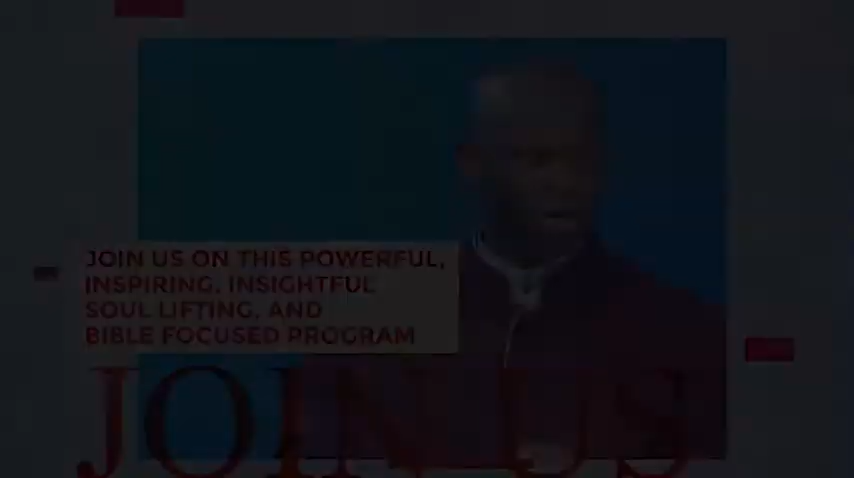 JOIN US ON THIS POWERFUL,
INSPIRING, INSIGHTFUL
SOUL LIFTING, AND
BIBLE FOCUSED PROGRAM
JOIN US